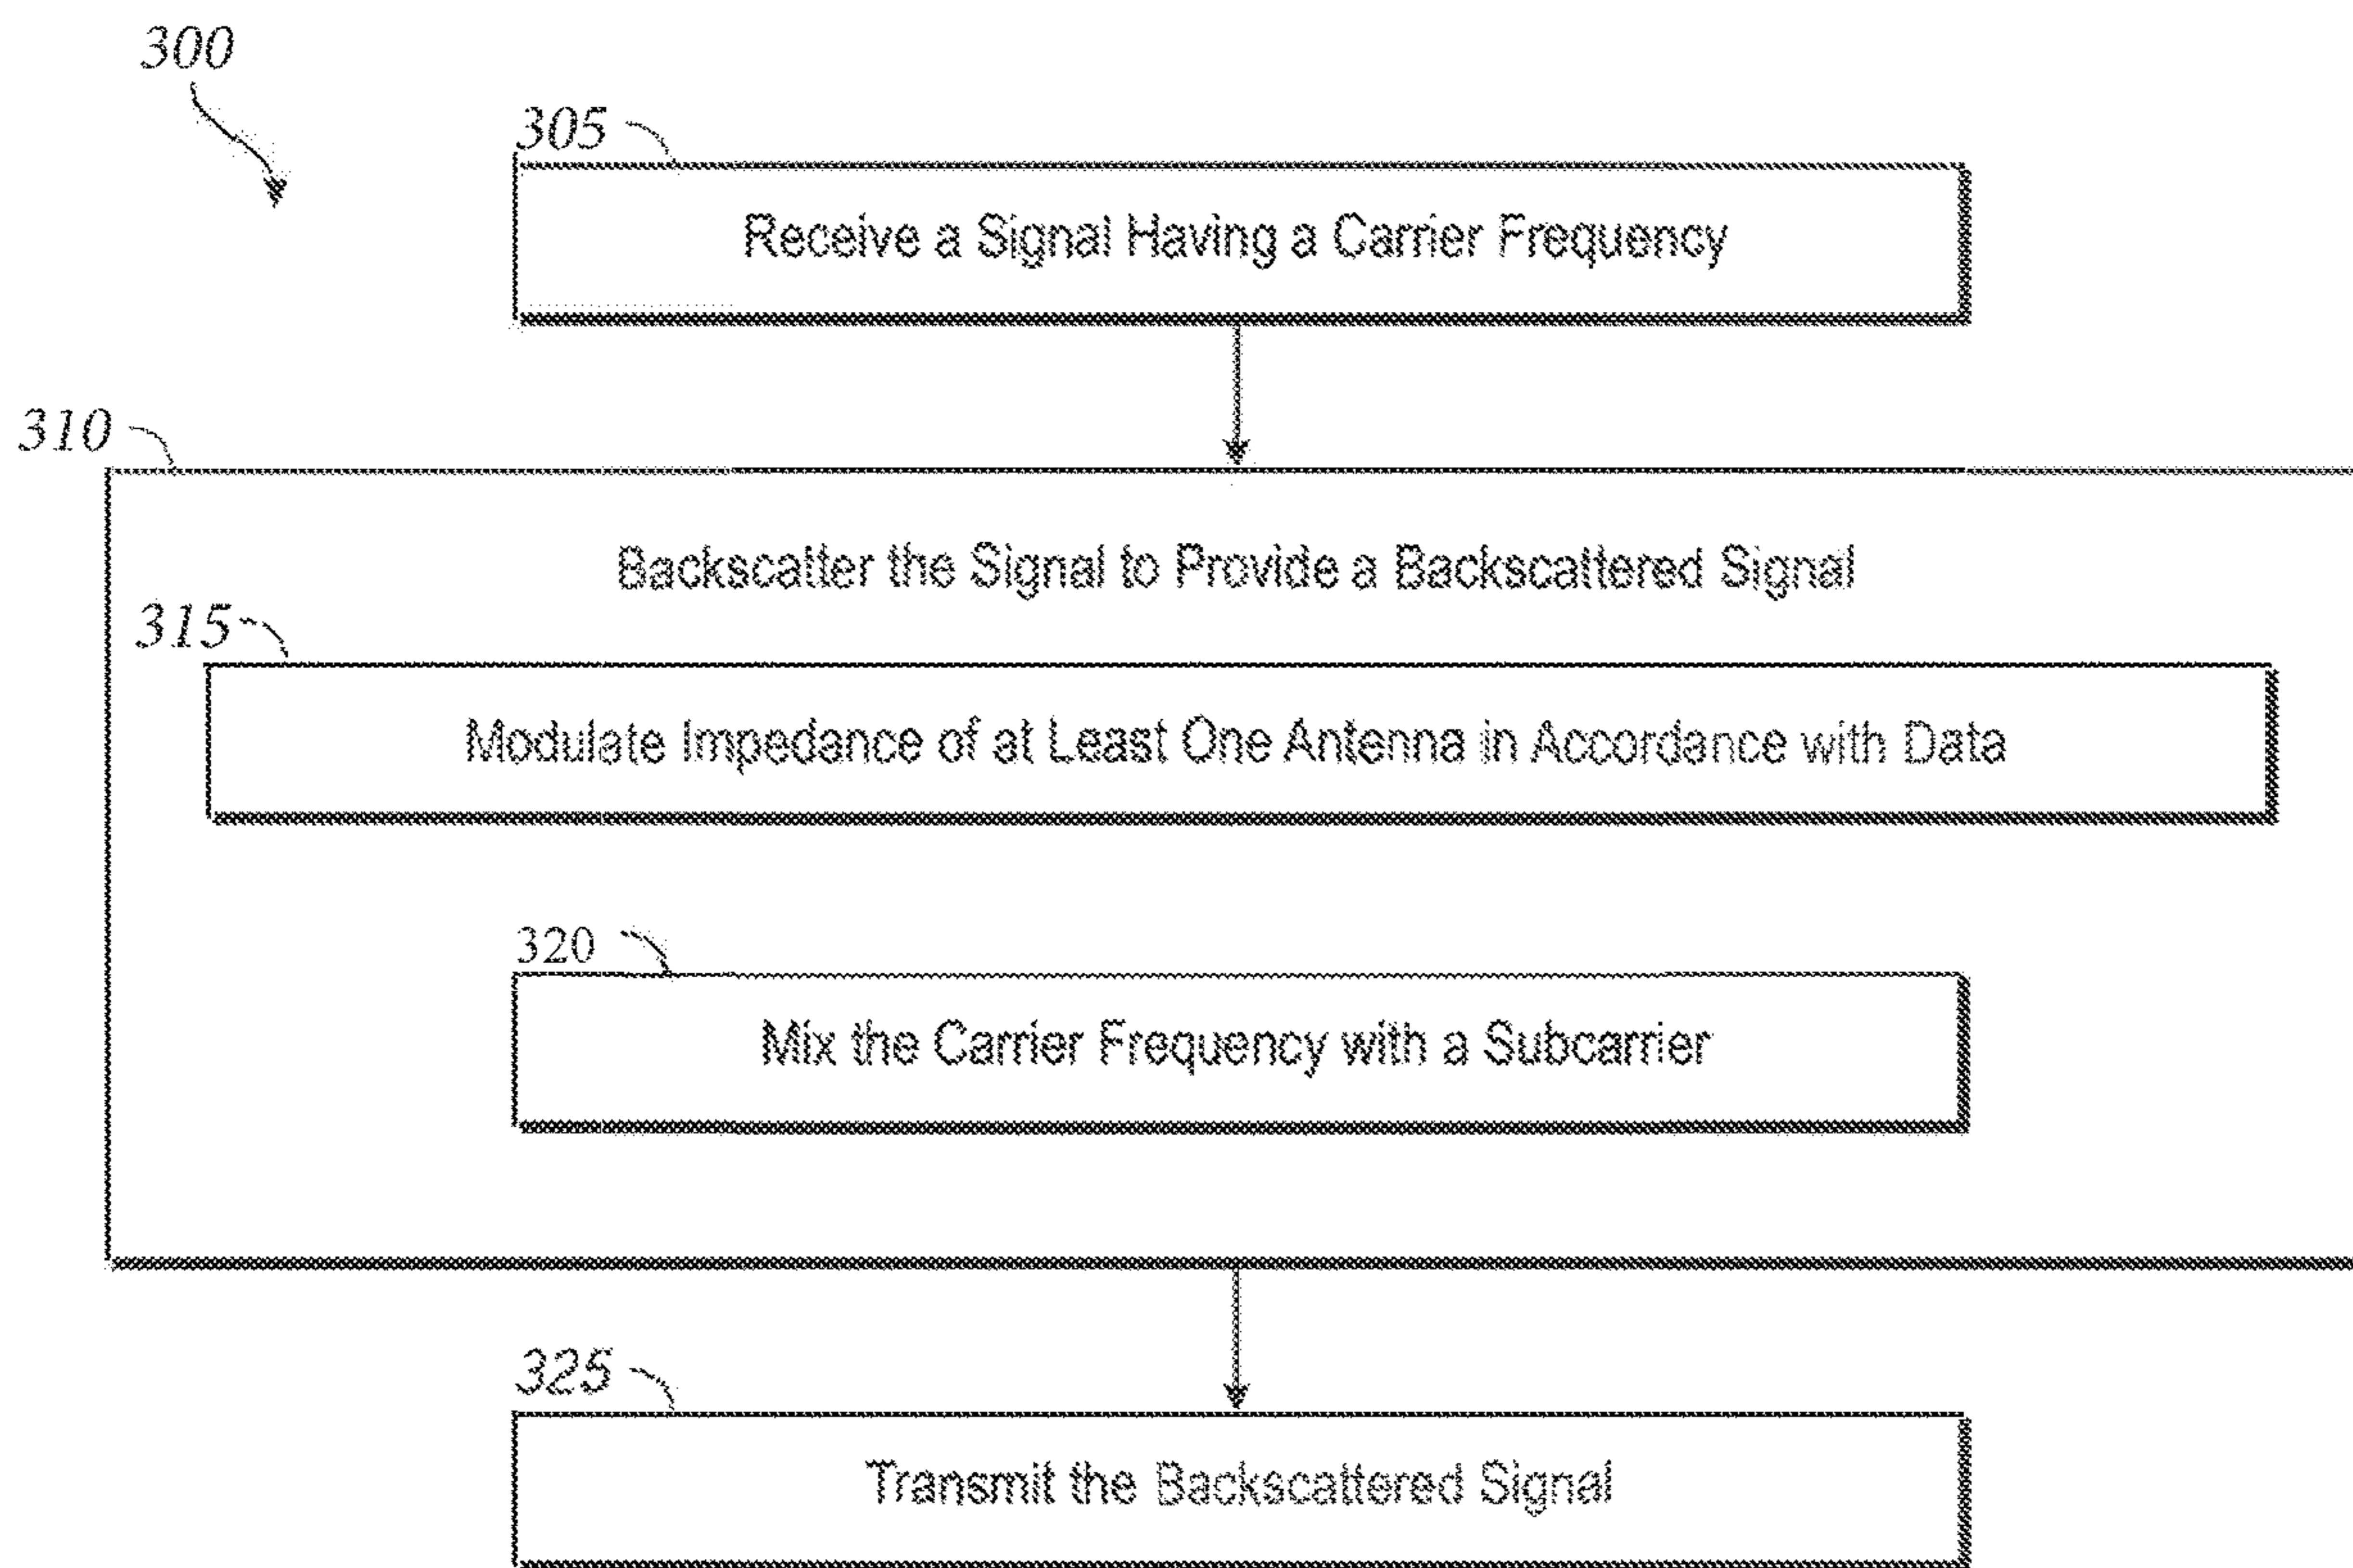 300
305
Receive a Signal Having a Carrier Frequency
310
Backscatter the Signal to Provide a Backscattered Signal
315
Modulate Impedance of at Least One Antenna in Accordance with Data
320
Mix the Carrier Frequency with a Subcarrier
325
Transmit the Backscattered Signal